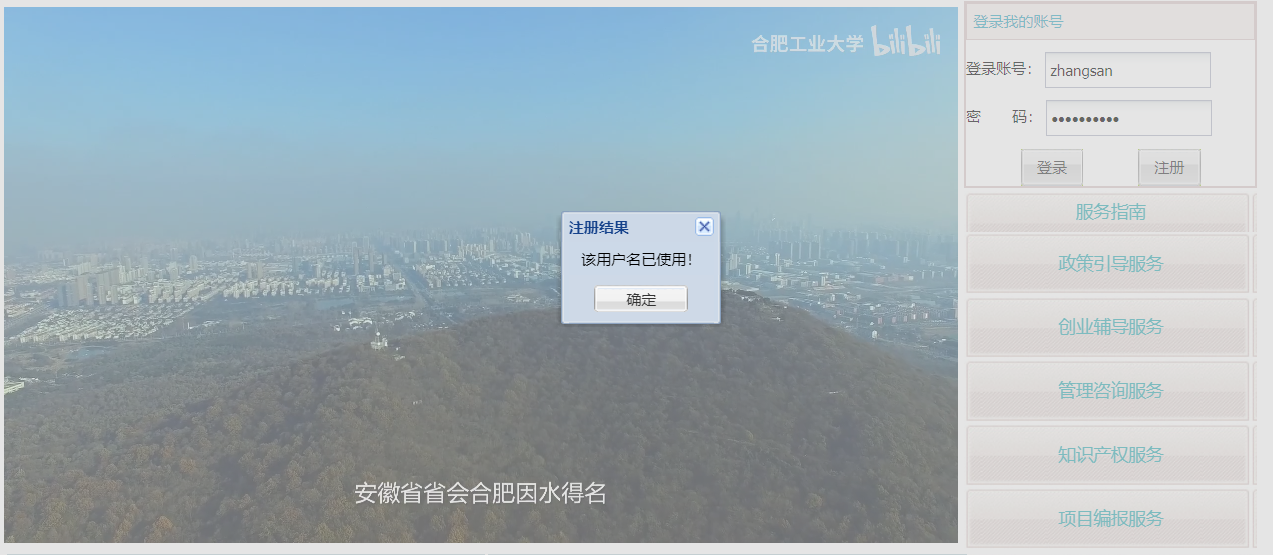 合肥工业大学 bilibili
登录我的账号
登录账号： zhangsan
密 码： ••••••••••
登录 注册
注册结果
该用户名已使用！
确定
服务指南
政策引导服务
创业辅导服务
管理咨询服务
知识产权服务
项目编报服务
安徽省省会合肥因水得名